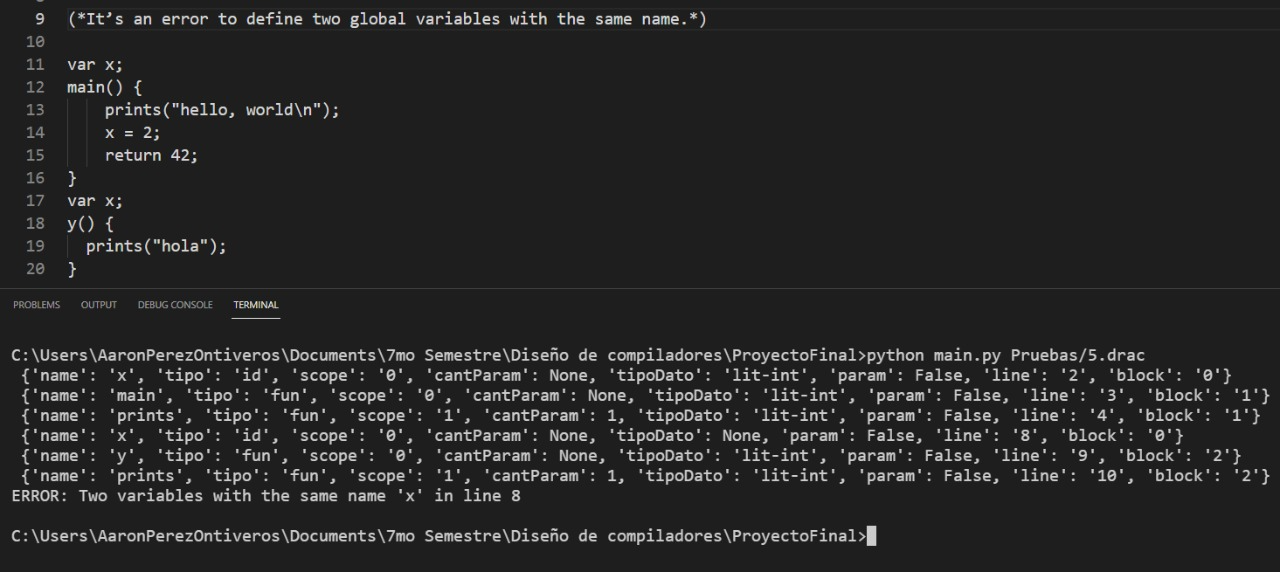 9 (*It’s an error to define two global variables with the same name.*)
10
11 var x;
12 main() {
13 prints("hello, world\n");
14 x = 2;
15 return 42;
16 }
17 var x;
18 y() {
19 prints("hola");
20 }
PROBLEMS OUTPUT DEBUG CONSOLE TERMINAL
C:\Users\AaronPerezOntiveros\Documents\7mo Semestre\Diseño de compiladores\ProyectoFinal>python main.py Pruebas/5.drac
{'name': 'x', 'tipo': 'id', 'scope': '0', 'cantParam': None, 'tipoDato': 'lit-int', 'param': False, 'line': '2', 'block': '0'}
{'name': 'main', 'tipo': 'fun', 'scope': '0', 'cantParam': None, 'tipoDato': 'lit-int', 'param': False, 'line': '3', 'block': '1'}
{'name': 'prints', 'tipo': 'fun', 'scope': '1', 'cantParam': 1, 'tipoDato': 'lit-int', 'param': False, 'line': '4', 'block': '1'}
{'name': 'x', 'tipo': 'id', 'scope': '0', 'cantParam': None, 'tipoDato': None, 'param': False, 'line': '8', 'block': '0'}
{'name': 'y', 'tipo': 'fun', 'scope': '0', 'cantParam': None, 'tipoDato': 'lit-int', 'param': False, 'line': '9', 'block': '2'}
{'name': 'prints', 'tipo': 'fun', 'scope': '1', 'cantParam': 1, 'tipoDato': 'lit-int', 'param': False, 'line': '10', 'block': '2'}
ERROR: Two variables with the same name 'x' in line 8
C:\Users\AaronPerezOntiveros\Documents\7mo Semestre\Diseño de compiladores\ProyectoFinal>